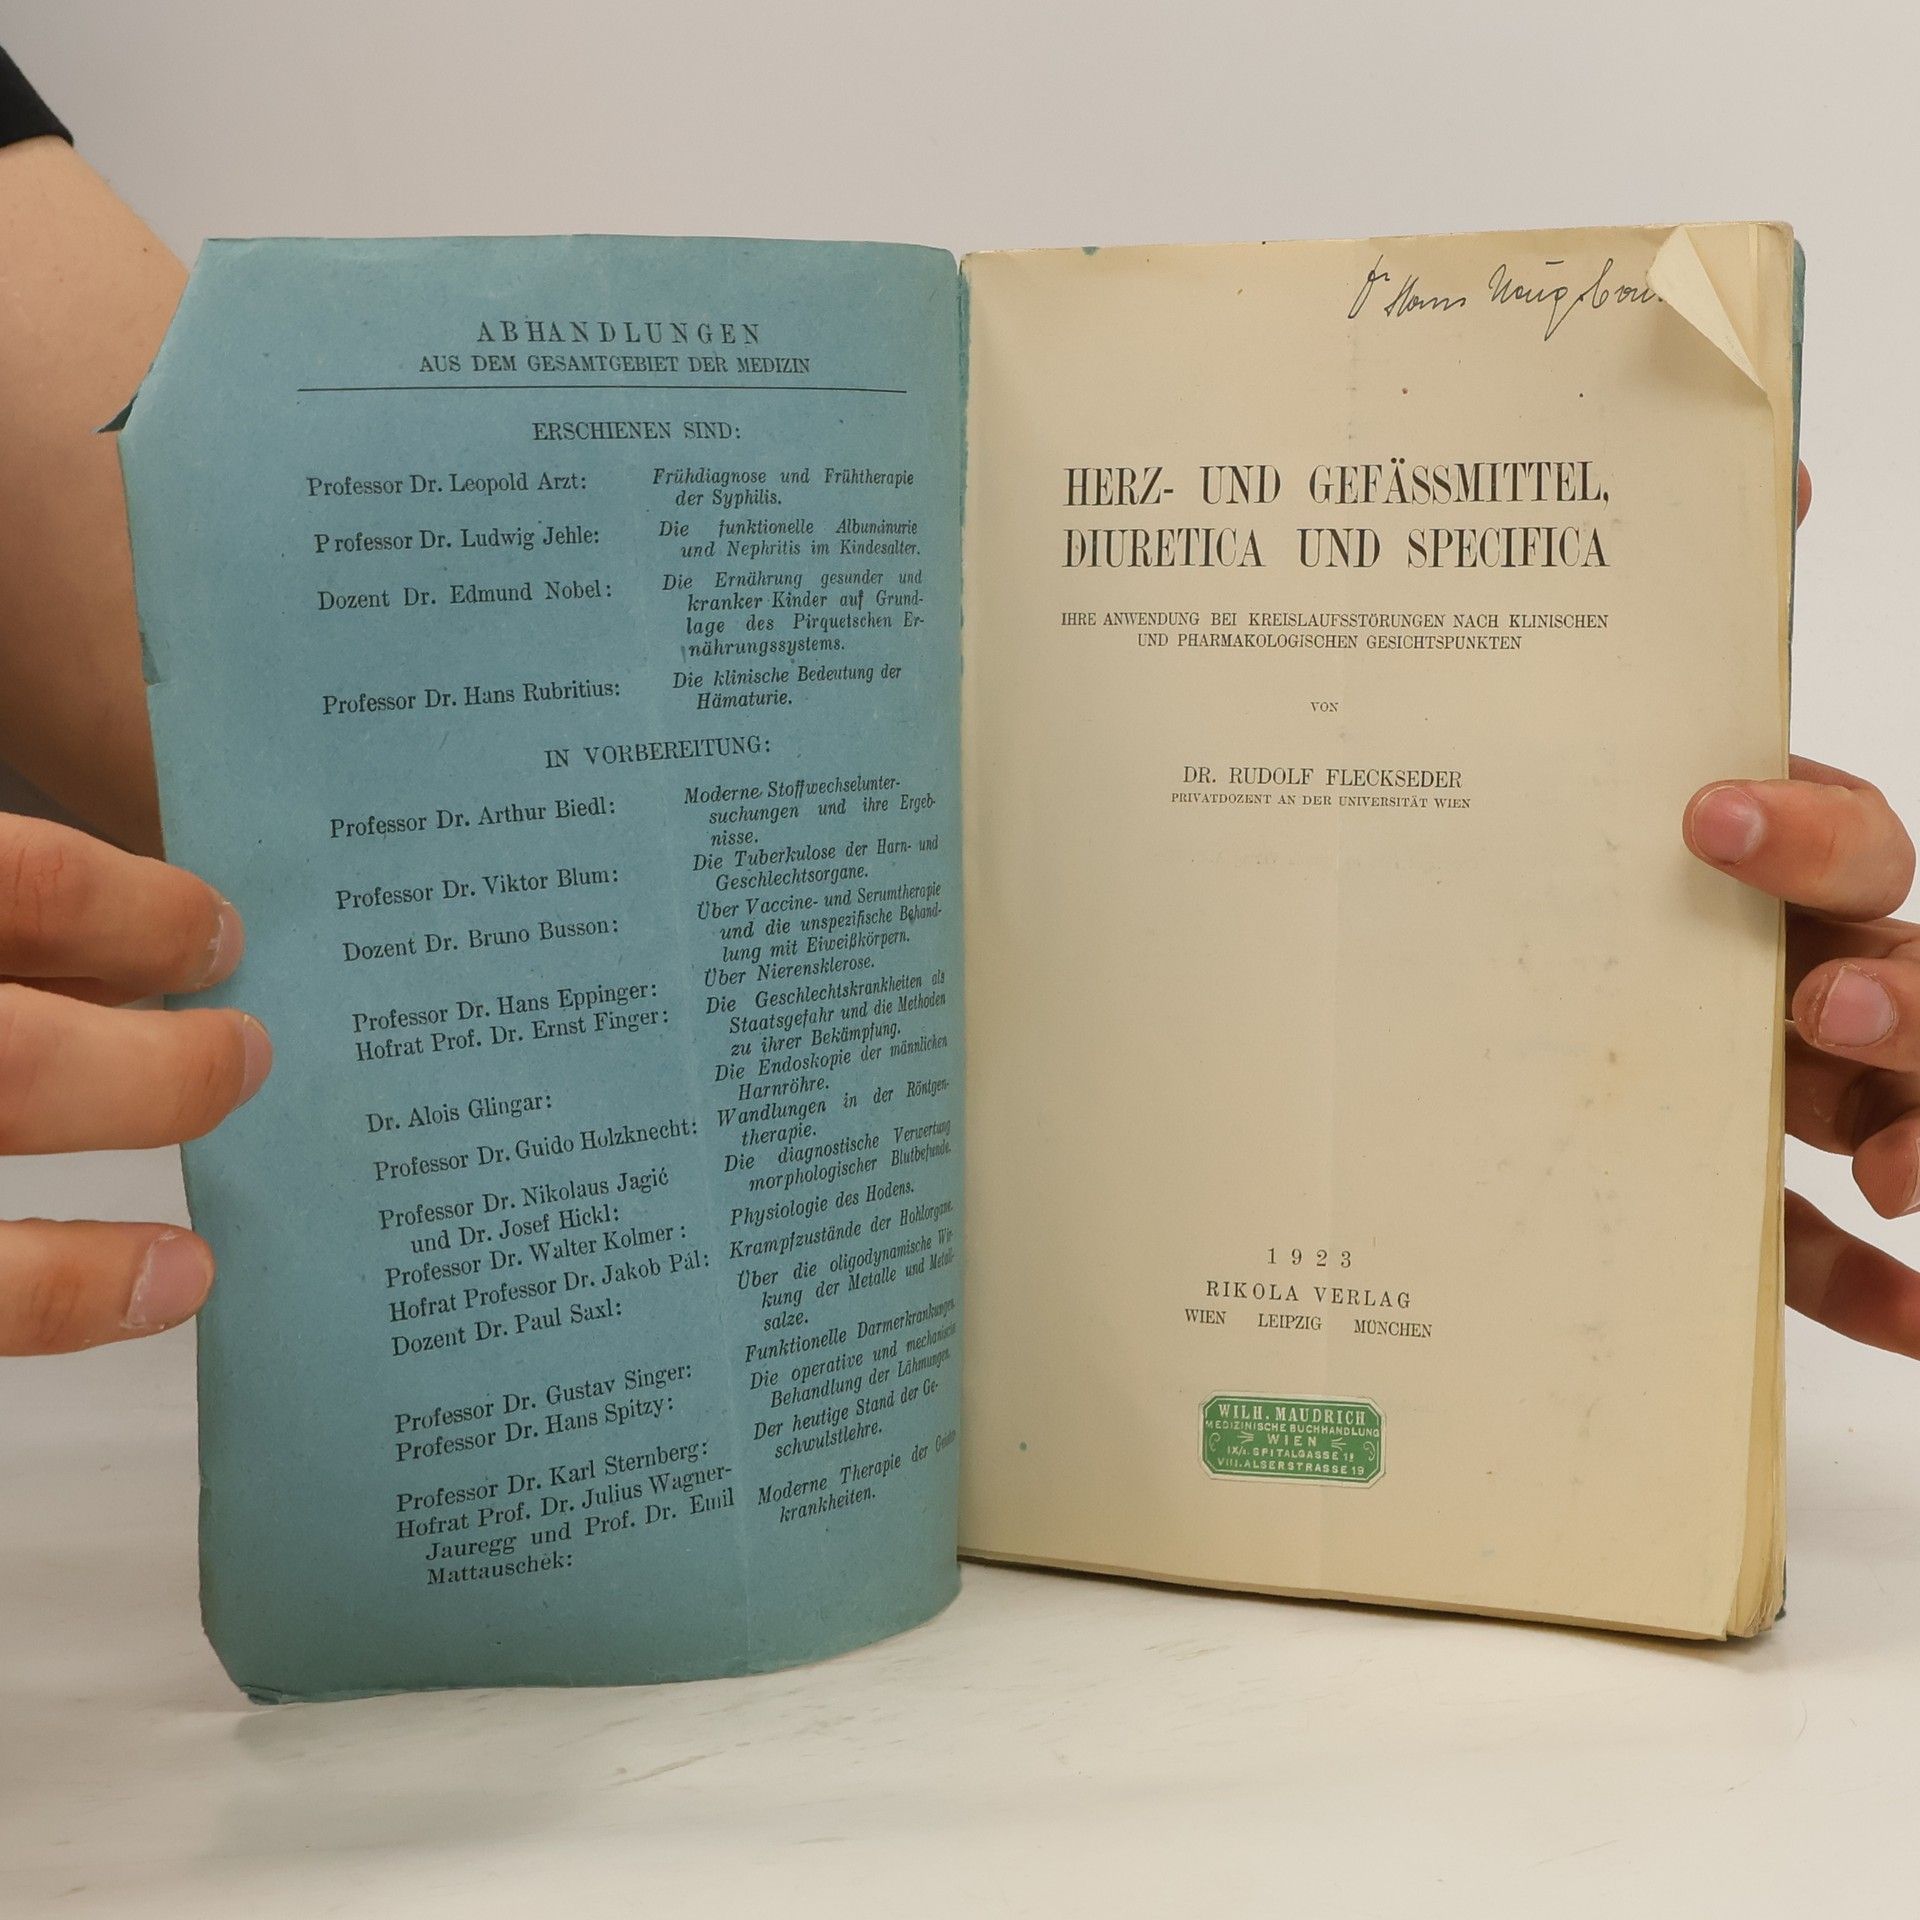 ABHANDLUNGEN
AUS DEM GESAMTGEBIET DER MEDIZIN
ERSCHIENEN SIND:
Professor Dr. Leopold Arzt: Frühdiagnose und Frühtherapie
der Syphilis.
Professor Dr. Ludwig Jehle: Die funktionelle Albuminurie
und Nephritis im Kindesalter.
Dozent Dr. Edmund Nobel: Die Ernährung gesunder und
kranker Kinder auf Grund-
lage des Pirquetschen Er-
nährungssystems.
Professor Dr. Hans Rubritius: Die klinische Bedeutung der
Hämaturie.
IN VORBEREITUNG:
Professor Dr. Arthur Biedl: Moderne Stoffwechselunter-
suchungen und ihre Ergeb-
nisse.
Professor Dr. Viktor Blum: Die Tuberkulose der Harn- und
Geschlechtsorgane.
Dozent Dr. Bruno Busson: Über Vaccine- und Serumtherapie
und die unspezifische Behand-
lung mit Eiweißkörpern.
Professor Dr. Hans Eppinger: Über Nierensklerose.
Hofrat Prof. Dr. Ernst Finger: Die Geschlechtskrankheiten als
Staatsgefahr und die Methoden
zu ihrer Bekämpfung.
Dr. Alois Glingar: Die Endoskopie der männlichen
Harnröhre.
Professor Dr. Guido Holzknecht: Wandlungen in der Röntgen-
therapie.
Professor Dr. Nikolaus Jagić Die diagnostische Verwertung
und Dr. Josef Hickl: morphologischer Blutbefunde.
Professor Dr. Walter Kolmer: Physiologie des Hodens.
Hofrat Professor Dr. Jakob Pál: Krampfzustände der Hohlorgane.
Dozent Dr. Paul Saxl: Über die oligodynamische Wir-
kung der Metalle und Metall-
salze.
Professor Dr. Gustav Singer: Funktionelle Darmerkrankungen.
Professor Dr. Hans Spitzy: Die operative und mechanische
Behandlung der Lähmungen.
Professor Dr. Karl Sternberg: Der heutige Stand der Ge-
schwulstlehre.
Hofrat Prof. Dr. Julius Wagner- Moderne Therapie der
Jauregg und Prof. Dr. Emil krankheiten.
Mattauschek:
Dr Hans
HERZ- UND GEFÄSSMITTEL,
DIURETICA UND SPECIFICA
IHRE ANWENDUNG BEI KREISLAUFSSTÖRUNGEN NACH KLINISCHEN
UND PHARMAKOLOGISCHEN GESICHTSPUNKTEN
VON
DR. RUDOLF FLECKSEDER
PRIVATDOZENT AN DER UNIVERSITÄT WIEN
1923
RIKOLA VERLAG
WIEN LEIPZIG MÜNCHEN
WILH. MAUDRICH
MEDIZINISCHE BUCHHANDLUNG
WIEN
IX/2. SPITALGASSE
VIII. ALSERSTRASSE 19